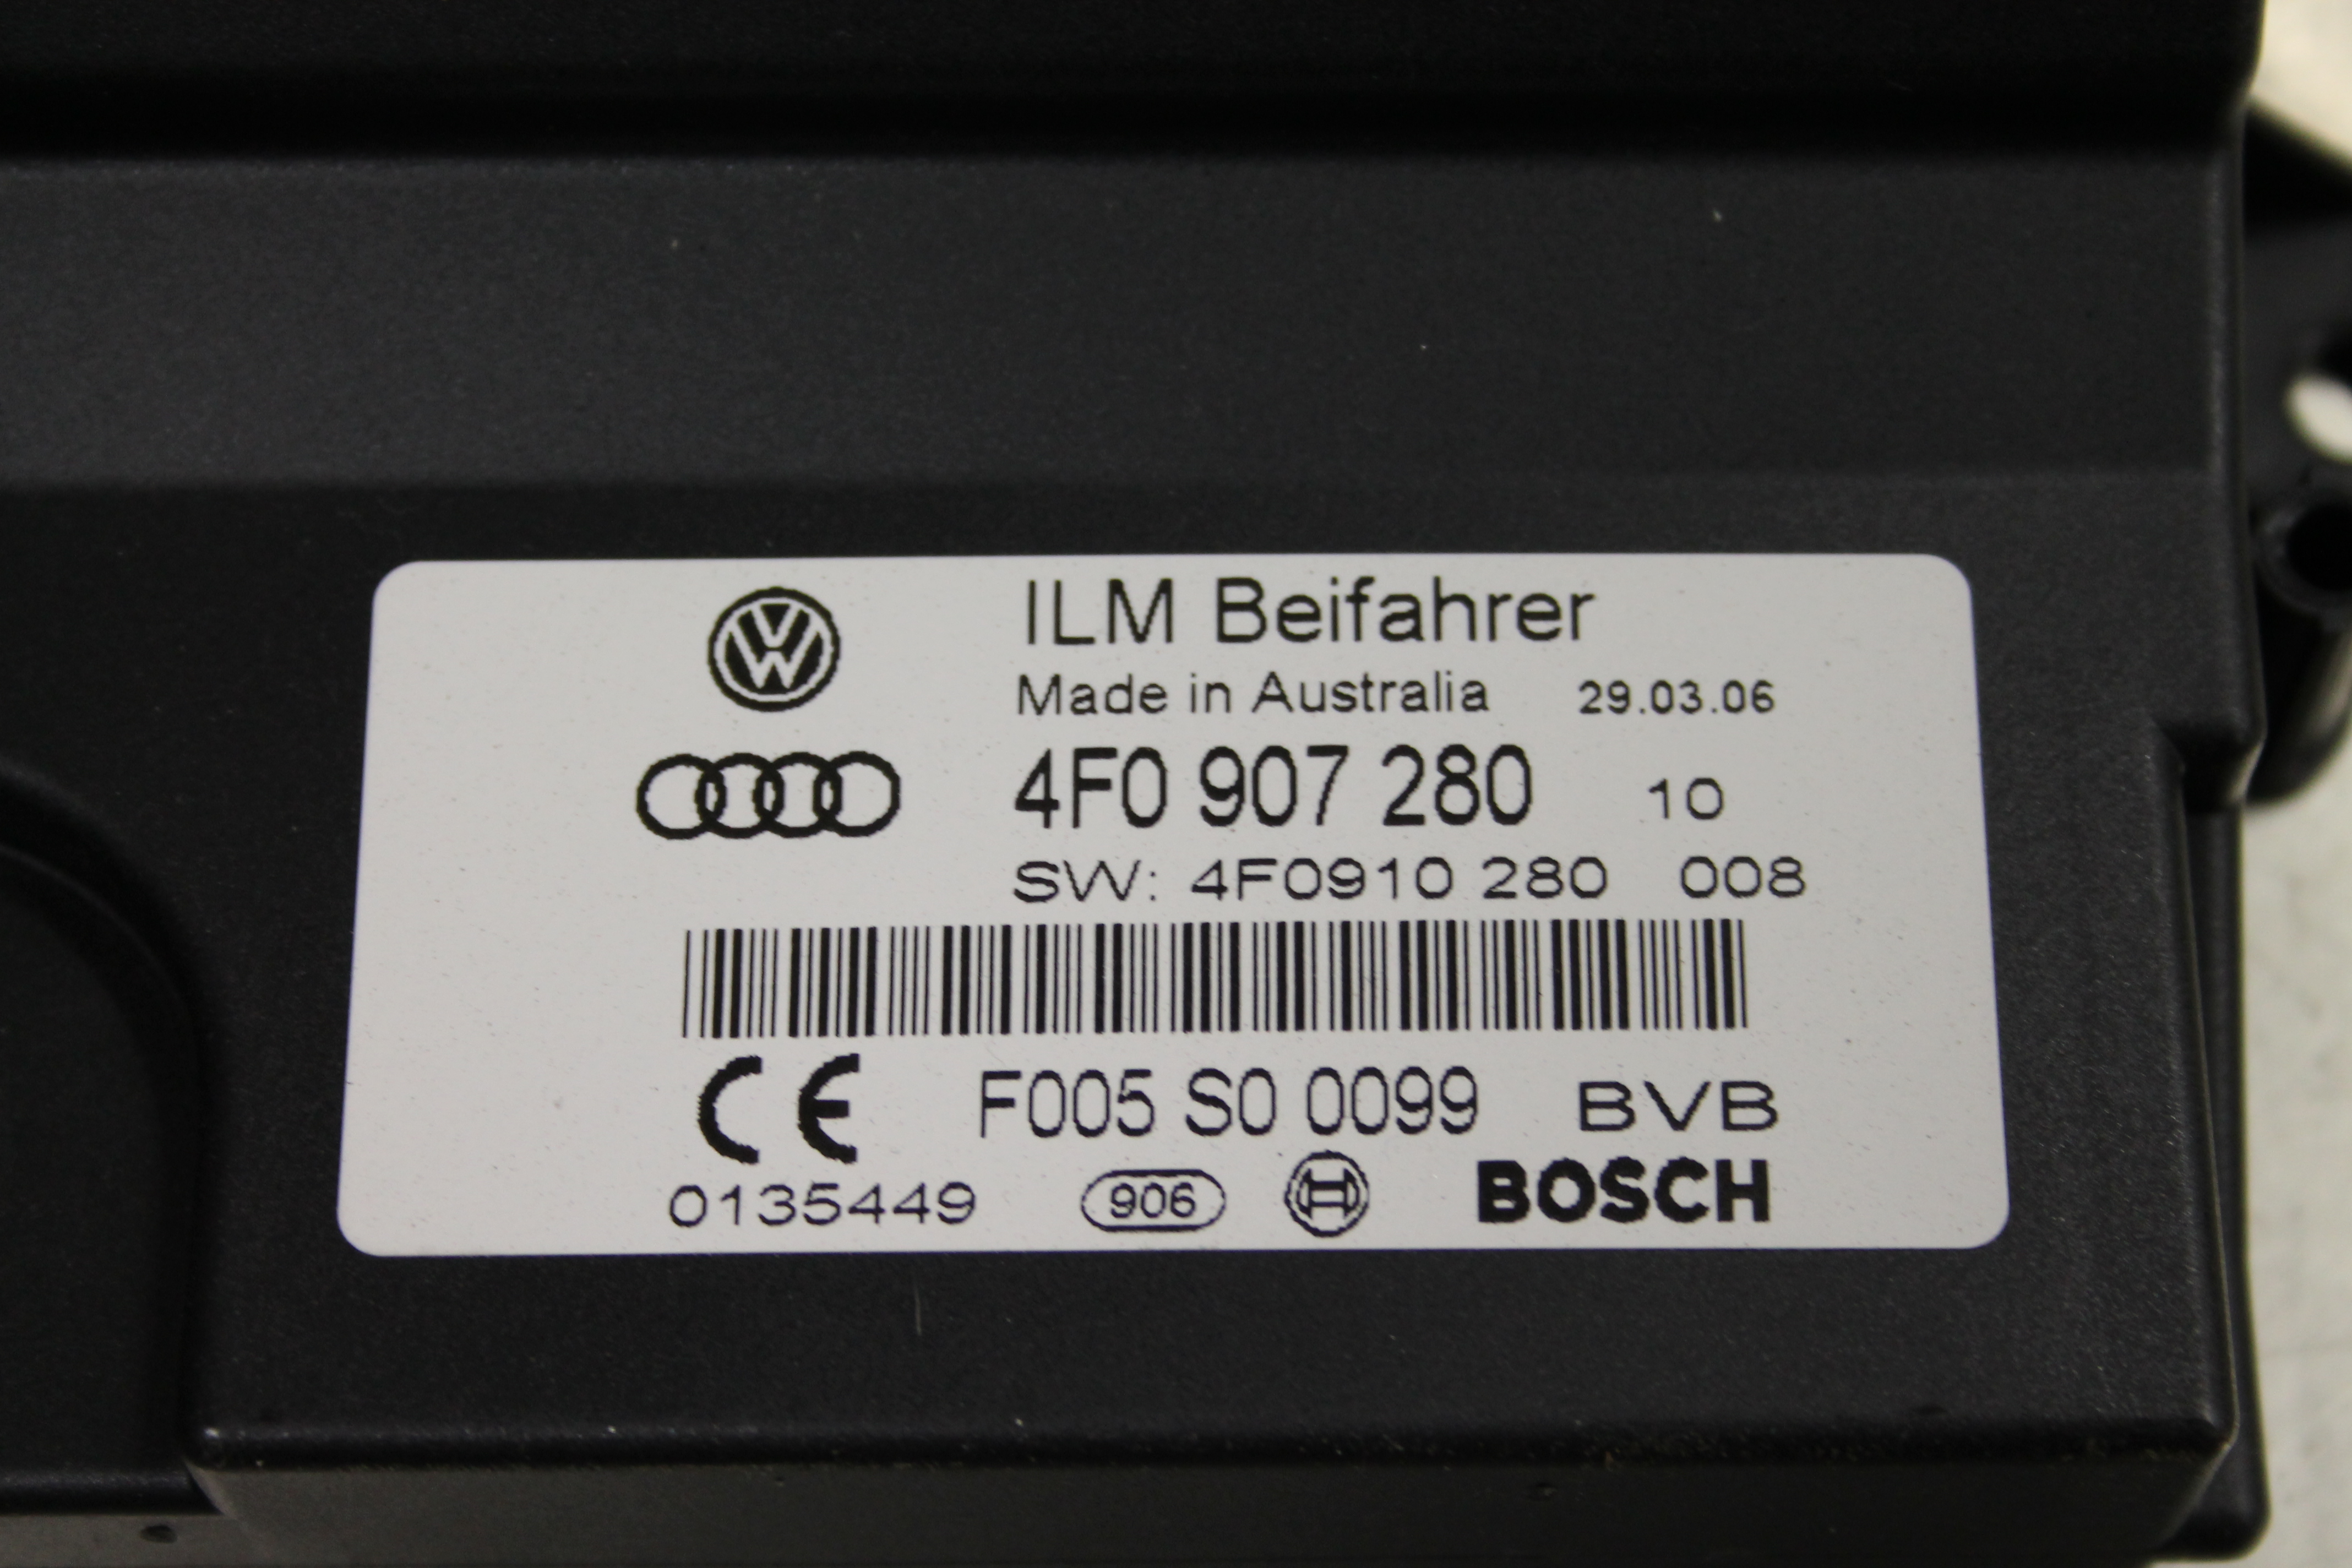 ILM Beifahrer
Made in Australia 29.03.06
4F0 907 280 10
SW: 4F0910 280 008
CE F005 S0 0099 BVB
0135449 906 BOSCH